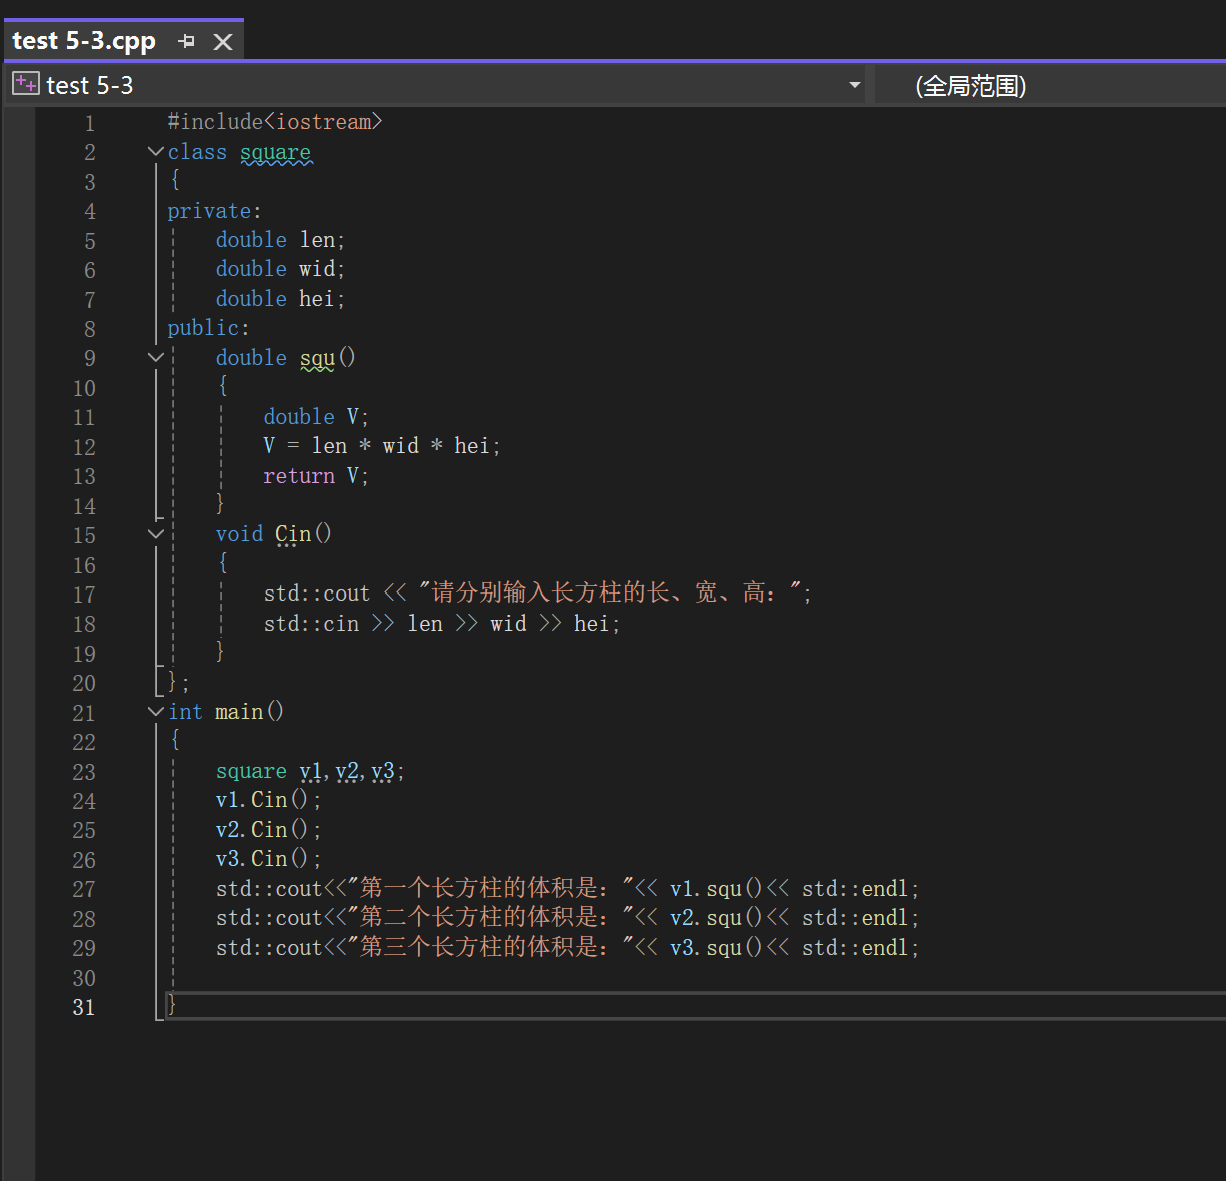 test 5-3.cpp
test 5-3 (全局范围)
1 #include<iostream>
2 class square
3 {
4 private:
5 double len;
6 double wid;
7 double hei;
8 public:
9 double squ()
10 {
11 double V;
12 V = len * wid * hei;
13 return V;
14 }
15 void Cin()
16 {
17 std::cout << "请分别输入长方柱的长、宽、高：";
18 std::cin >> len >> wid >> hei;
19 }
20 };
21 int main()
22 {
23 square v1,v2,v3;
24 v1.Cin();
25 v2.Cin();
26 v3.Cin();
27 std::cout<<"第一个长方柱的体积是："<< v1.squ()<< std::endl;
28 std::cout<<"第二个长方柱的体积是："<< v2.squ()<< std::endl;
29 std::cout<<"第三个长方柱的体积是："<< v3.squ()<< std::endl;
30
31 }